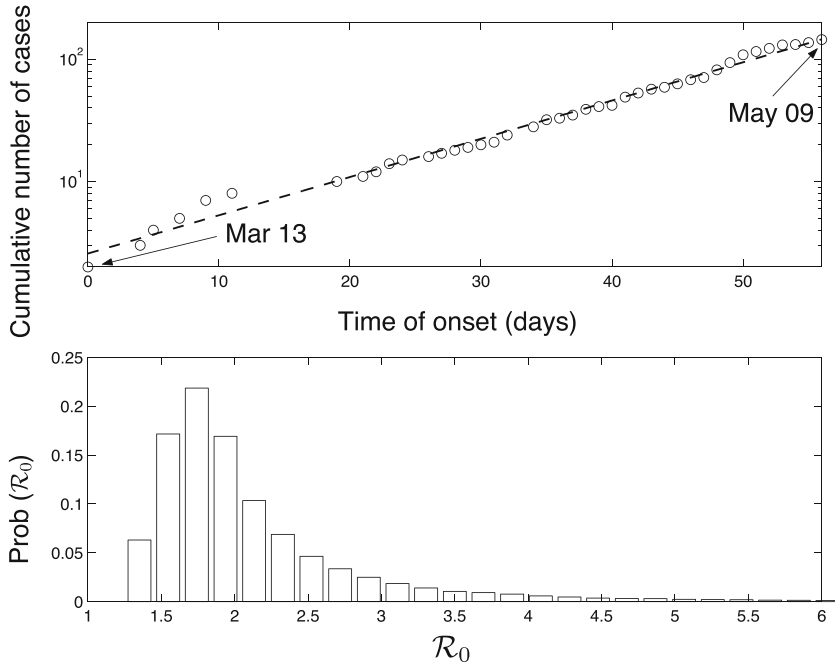 Cumulative number of cases
10²
10¹
May 09
Mar 13
0 10 20 30 40 50
Time of onset (days)
Prob (ℛ₀)
0.25
0.2
0.15
0.1
0.05
0
1 1.5 2 2.5 3 3.5 4 4.5 5 5.5 6
ℛ₀